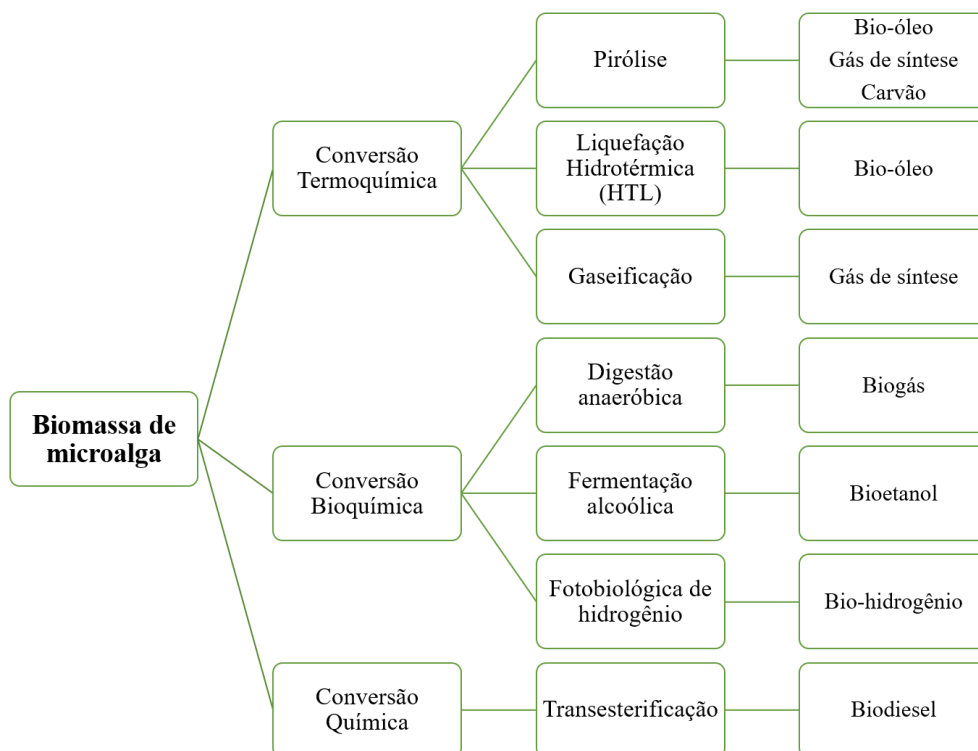 Biomassa de
microalga
Conversão
Termoquímica
Pirólise
Bio-óleo
Gás de síntese
Carvão
Liquefação
Hidrotérmica
(HTL)
Bio-óleo
Gaseificação
Gás de síntese
Conversão
Bioquímica
Digestão
anaeróbica
Biogás
Fermentação
alcoólica
Bioetanol
Fotobiológica de
hidrogênio
Bio-hidrogênio
Conversão
Química
Transesterificação
Biodiesel